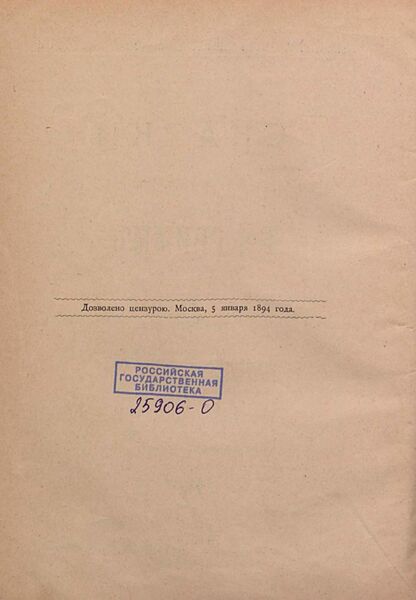 Дозволено цензурою. Москва, 5 января 1894 года.
РОССИЙСКАЯ
ГОСУДАРСТВЕННАЯ
БИБЛИОТЕКА
25906-0